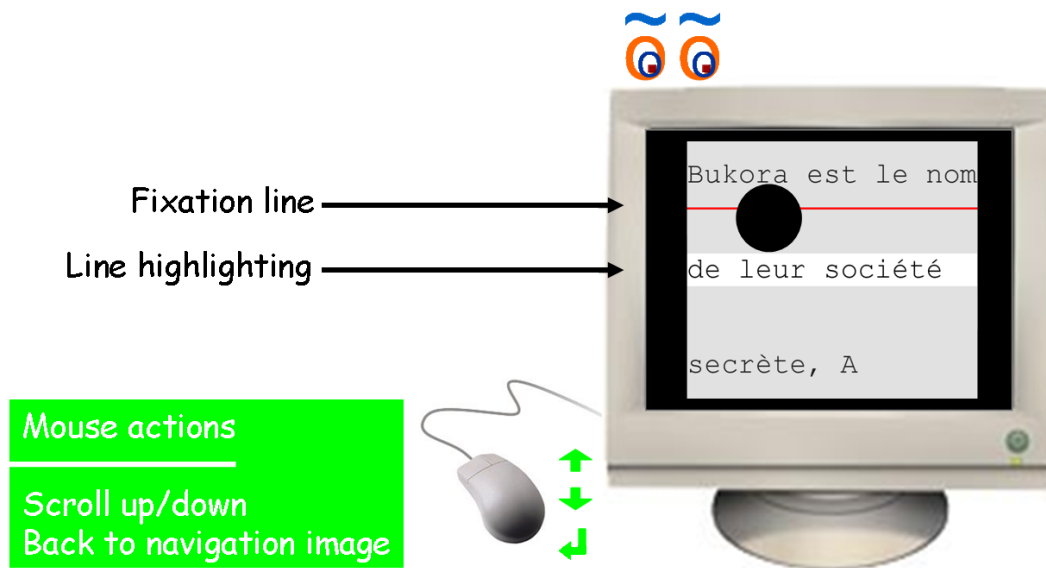 Bukora est le nom
Fixation line
Line highlighting
de leur société
secrète, A
Mouse actions
Scroll up/down
Back to navigation image